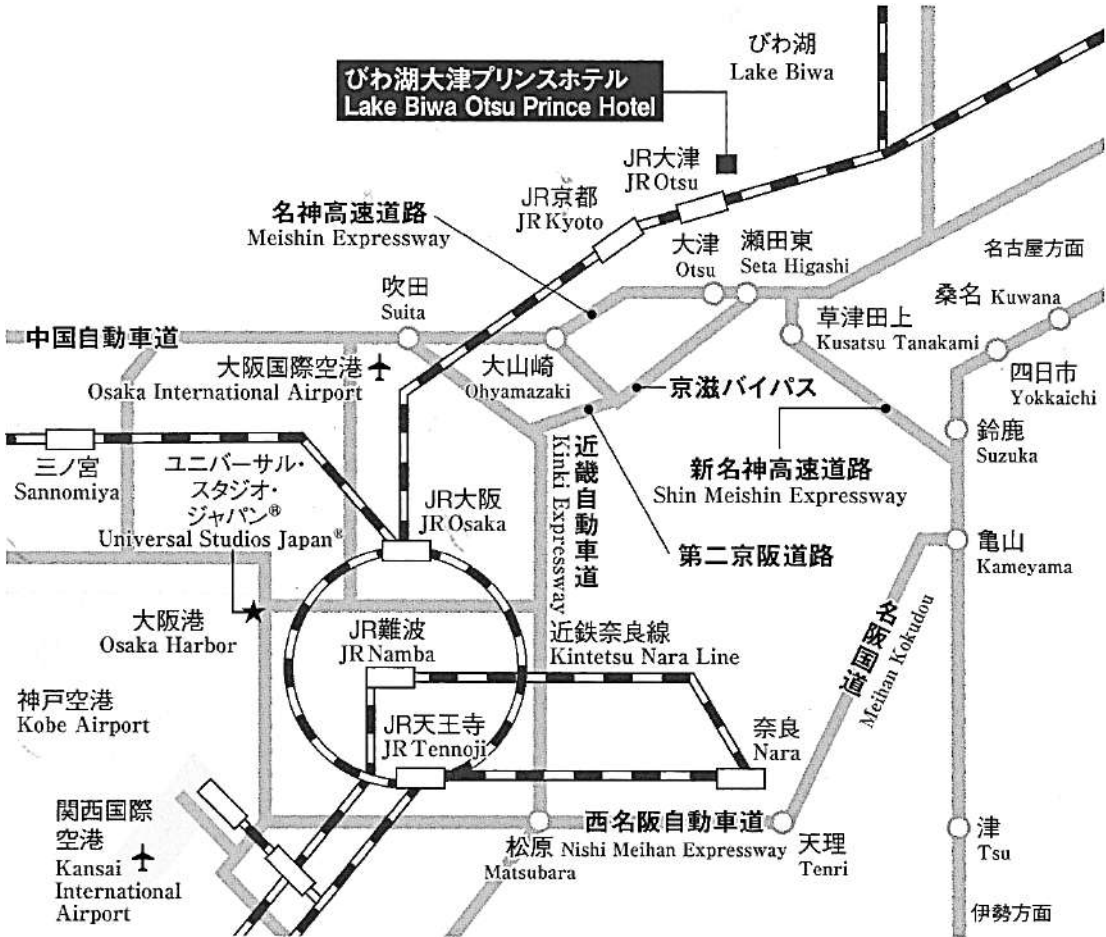 びわ湖
Lake Biwa
びわ湖大津プリンスホテル
Lake Biwa Otsu Prince Hotel
JR大津
JR Otsu
JR京都
JR Kyoto
名神高速道路
Meishin Expressway
大津
Otsu
瀬田東
Seta Higashi
名古屋方面
吹田
Suita
桑名 Kuwana
中国自動車道
大阪国際空港
Osaka International Airport
大山崎
Ohyamazaki
草津田上
Kusatsu Tanakami
四日市
Yokkaichi
京滋バイパス
鈴鹿
Suzuka
三ノ宮
Sannomiya
ユニバーサル・
スタジオ・
ジャパン®
Universal Studios Japan®
JR大阪
JR Osaka
近畿自動車道
Kinki Expressway
新名神高速道路
Shin Meishin Expressway
第二京阪道路
亀山
Kameyama
大阪港
Osaka Harbor
JR難波
JR Namba
近鉄奈良線
Kintetsu Nara Line
名阪国道
Meihan Kokudou
神戸空港
Kobe Airport
JR天王寺
JR Tennoji
奈良
Nara
関西国際
空港
Kansai
International
Airport
松原
Matsubara
西名阪自動車道
Nishi Meihan Expressway
天理
Tenri
津
Tsu
伊勢方面